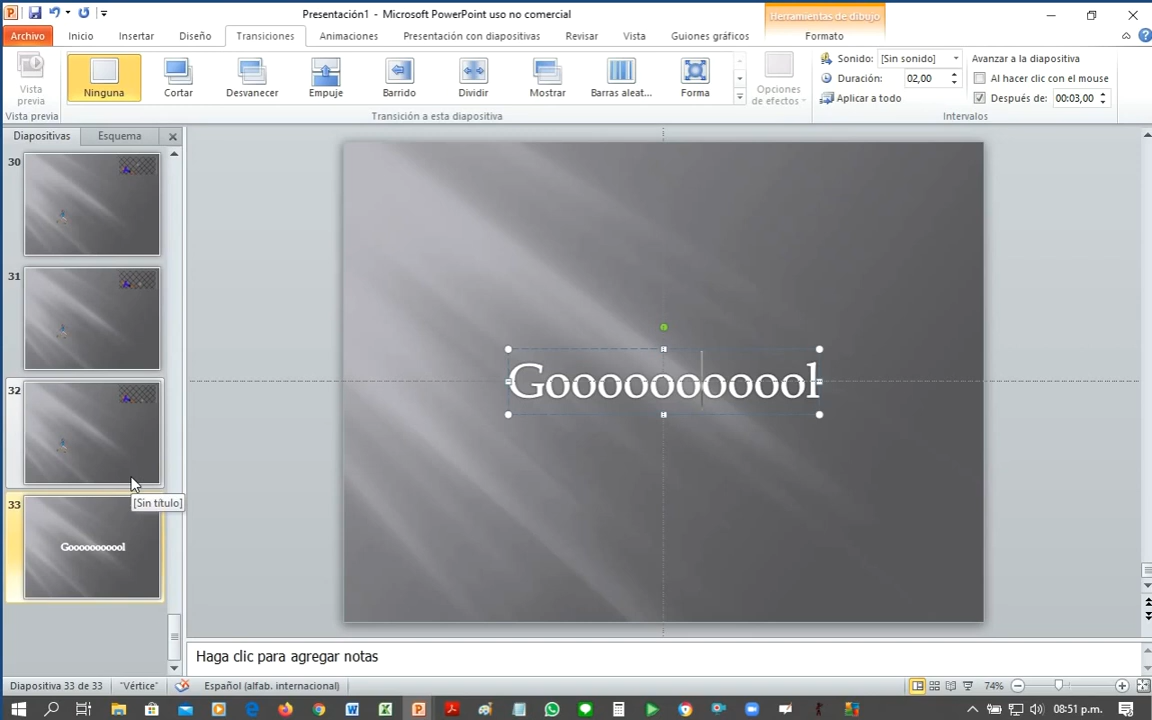 Presentación1 - Microsoft PowerPoint uso no comercial
Herramientas de dibujo
Archivo Inicio Insertar Diseño Transiciones Animaciones Presentación con diapositivas Revisar Vista Guiones gráficos Formato
Vista previa
Ninguna Cortar Desvanecer Empuje Barrido Dividir Mostrar Barras aleat... Forma
Opciones de efectos
Sonido: [Sin sonido]
Duración: 02,00
Aplicar a todo
Avanzar a la diapositiva
Al hacer clic con el mouse
Después de: 00:03,00
Vista previa Transición a esta diapositiva Intervalos
Diapositivas Esquema
30
31
32
[Sin título]
33
Goooooooooool
Goooooooooool
Haga clic para agregar notas
Diapositiva 33 de 33 "Vértice" Español (alfab. internacional) 74%
08:51 p.m.